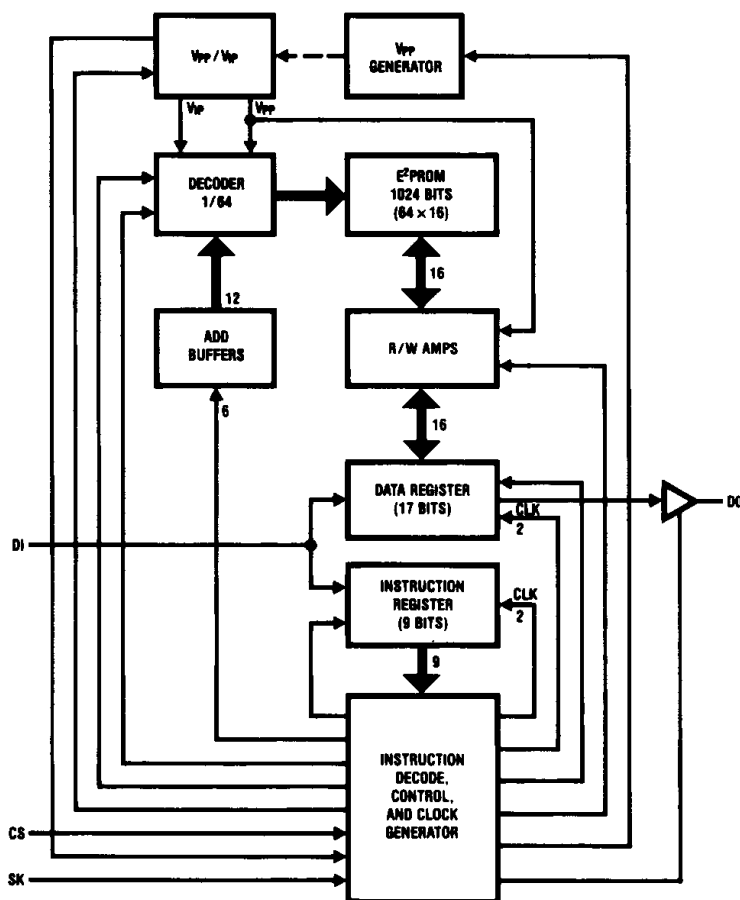 VPP / VIP
VPP
GENERATOR
VIP
VPP
DECODER
1/64
E²PROM
1024 BITS
(64 × 16)
12
16
ADD
BUFFERS
R/W AMPS
6
16
DATA REGISTER
(17 BITS)
CLK
2
DO
DI
INSTRUCTION
REGISTER
(9 BITS)
CLK
2
9
INSTRUCTION
DECODE,
CONTROL,
AND CLOCK
GENERATOR
CS
SK